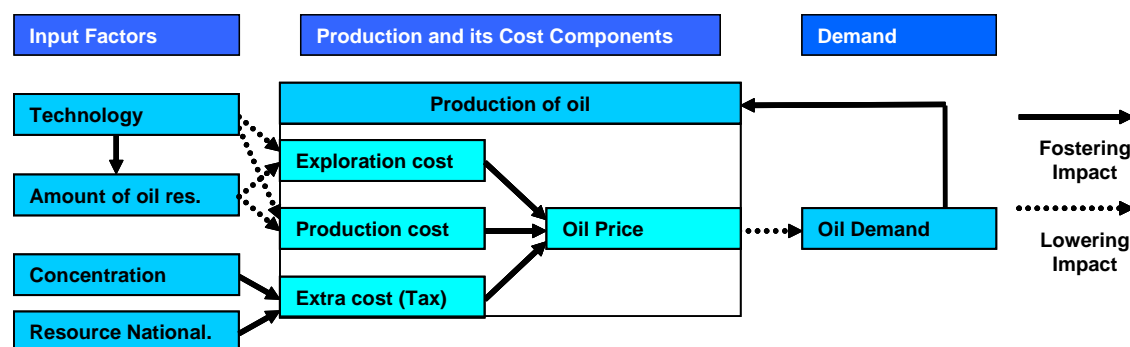 Input Factors
Production and its Cost Components
Demand
Technology
Production of oil
Exploration cost
Fostering
Impact
Amount of oil res.
Production cost
Oil Price
Oil Demand
Lowering
Impact
Concentration
Extra cost (Tax)
Resource National.